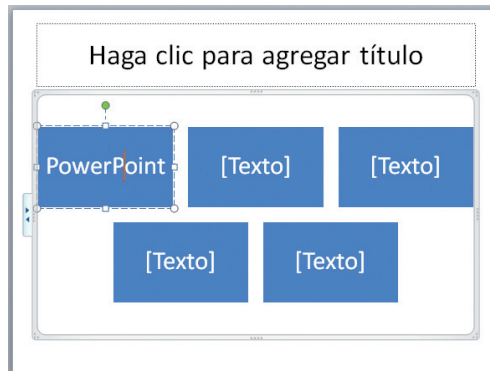 Haga clic para agregar título
PowerPoint
[Texto]
[Texto]
[Texto]
[Texto]